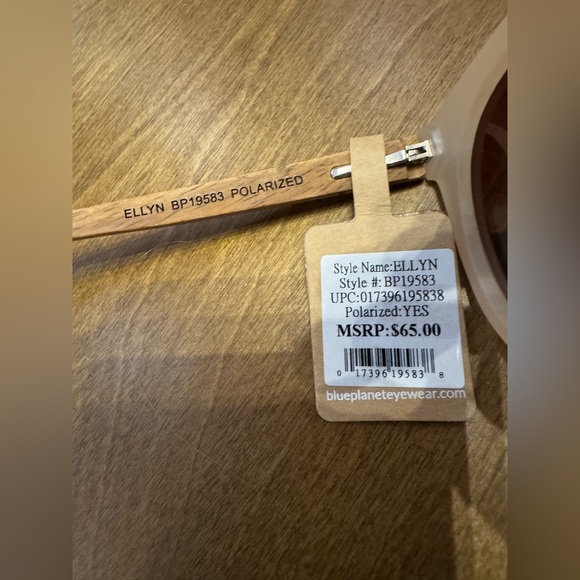 ELLYN BP19583 POLARIZED
Style Name:ELLYN
Style #:BP19583
UPC:017396195838
Polarized:YES
MSRP:$65.00
0 17396 19583 8
blueplaneteyewear.com